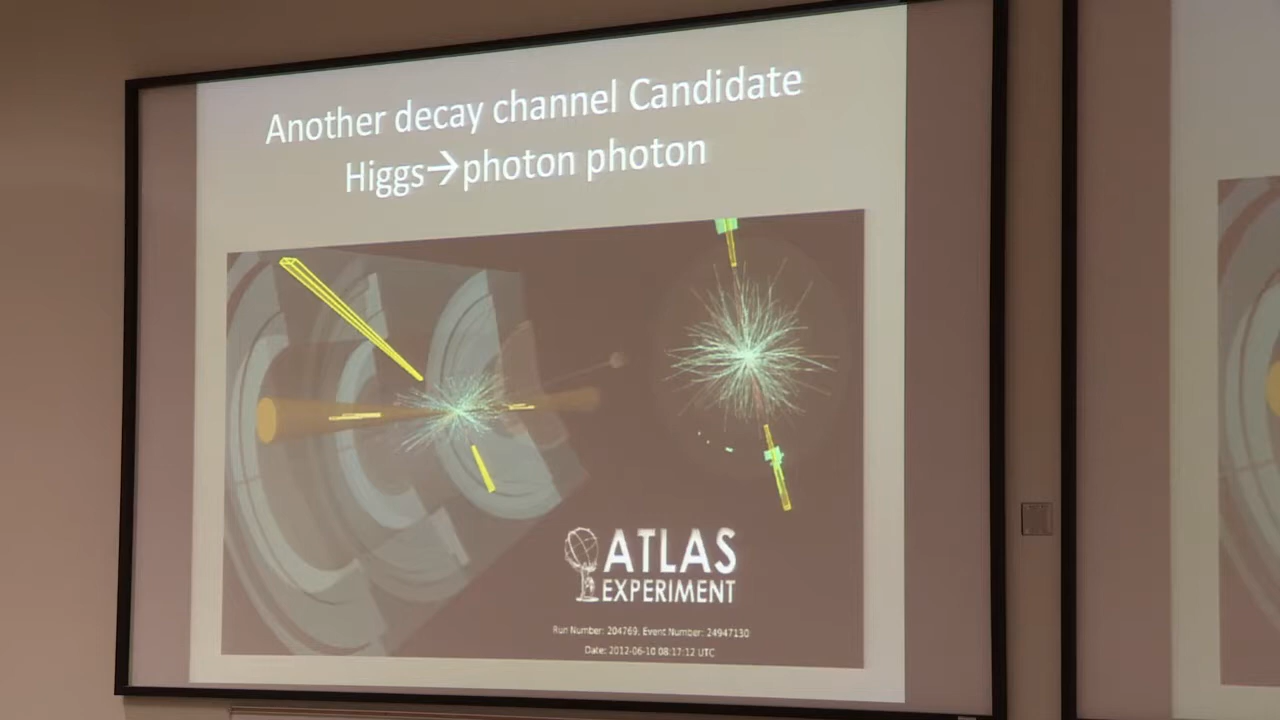 Another decay channel Candidate
Higgs→photon photon
ATLAS
EXPERIMENT
Run Number: 204769, Event Number: 24947130
Date: 2012-06-10 08:17:12 UTC